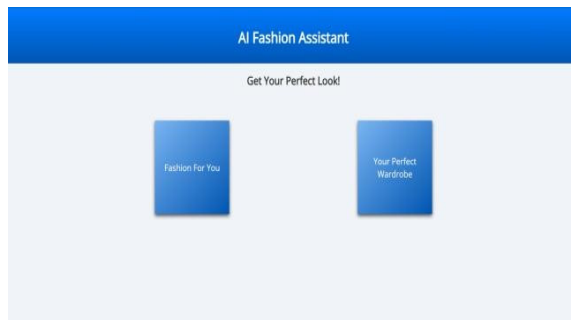 AI Fashion Assistant
Get Your Perfect Look!
Fashion For You
Your Perfect
Wardrobe